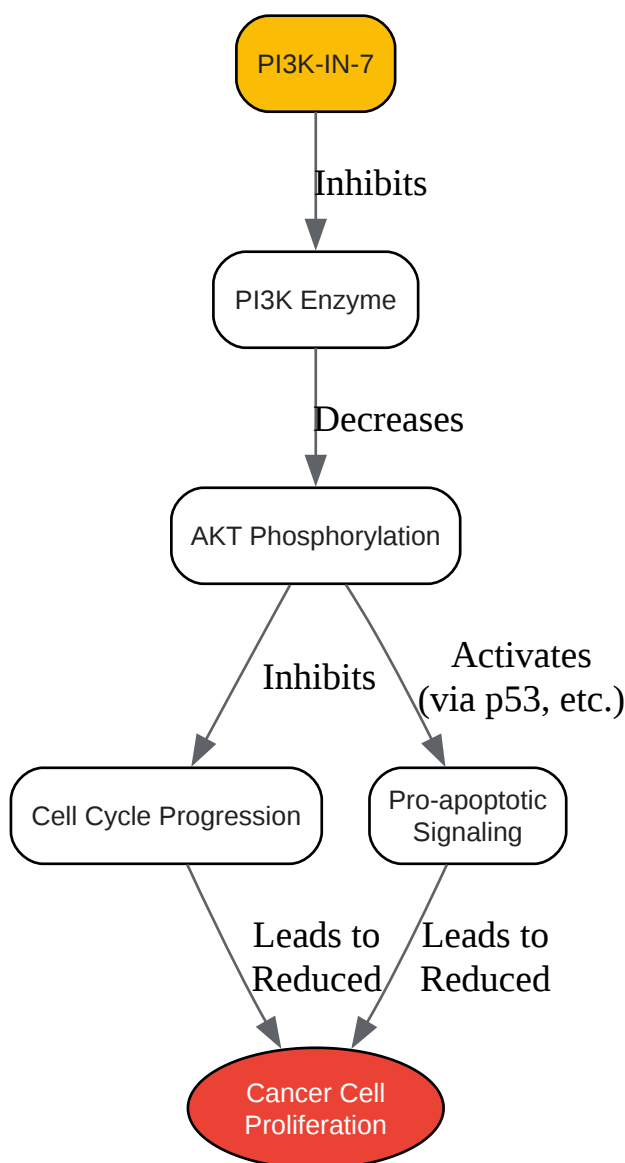 PI3K-IN-7
Inhibits
PI3K Enzyme
Decreases
AKT Phosphorylation
Inhibits
Activates
(via p53, etc.)
Cell Cycle Progression
Pro-apoptotic
Signaling
Leads to
Reduced
Leads to
Reduced
Cancer Cell
Proliferation